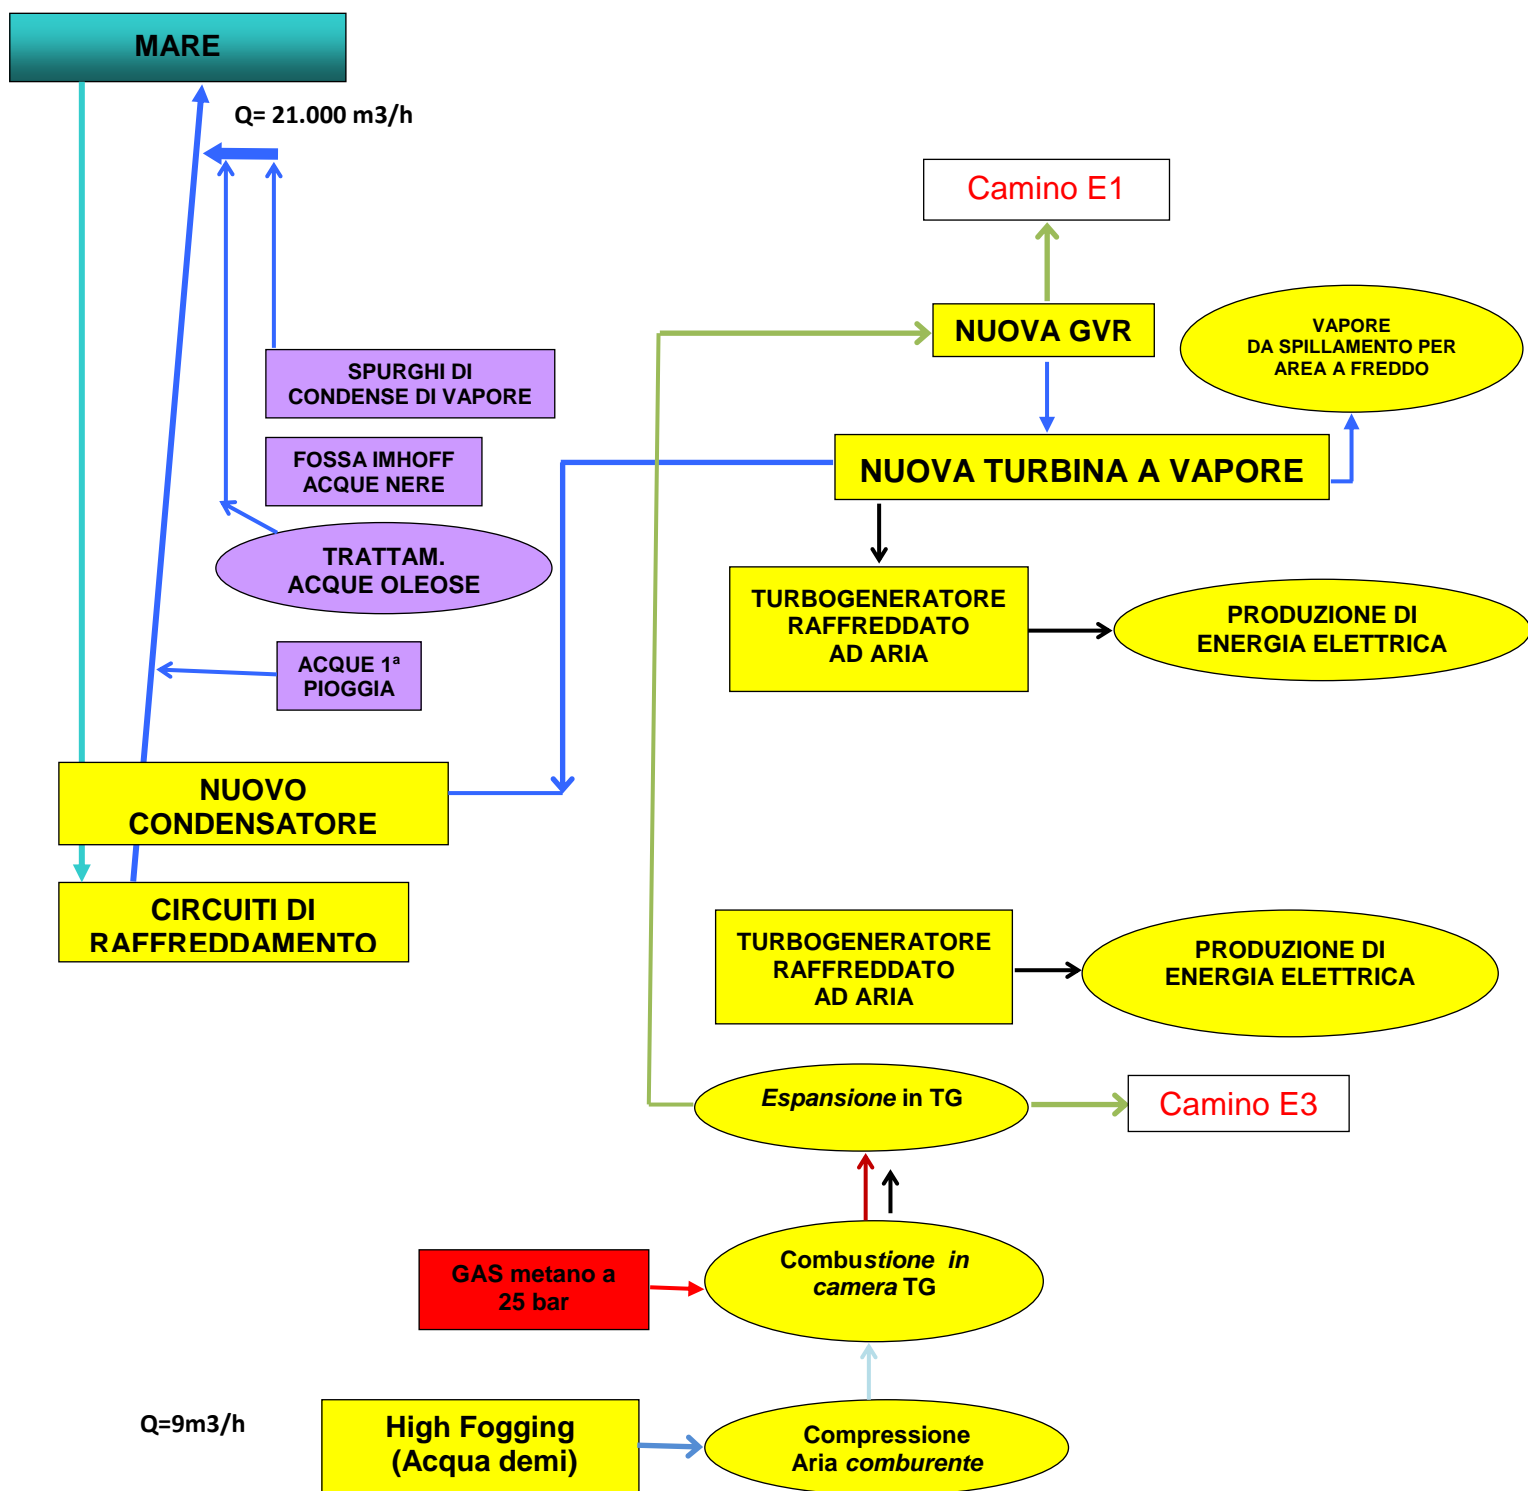 MARE
Q= 21.000 m3/h
Camino E1
NUOVA GVR
VAPORE
DA SPILLAMENTO PER
AREA A FREDDO
SPURGHI DI
CONDENSE DI VAPORE
FOSSA IMHOFF
ACQUE NERE
NUOVA TURBINA A VAPORE
TRATTAM.
ACQUE OLEOSE
TURBOGENERATORE
RAFFREDDATO
AD ARIA
PRODUZIONE DI
ENERGIA ELETTRICA
ACQUE 1ª
PIOGGIA
NUOVO
CONDENSATORE
CIRCUITI DI
RAFFREDDAMENTO
TURBOGENERATORE
RAFFREDDATO
AD ARIA
PRODUZIONE DI
ENERGIA ELETTRICA
Espansione in TG
Camino E3
GAS metano a
25 bar
Combustione in
camera TG
Q=9m3/h
High Fogging
(Acqua demi)
Compressione
Aria comburente